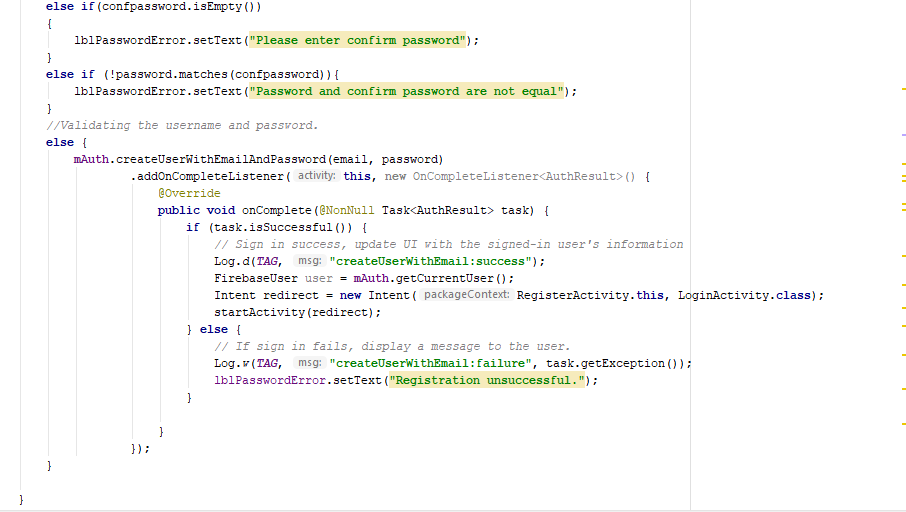 else if(confpassword.isEmpty())
{
lblPasswordError.setText("Please enter confirm password");
}
else if (!password.matches(confpassword)){
lblPasswordError.setText("Password and confirm password are not equal");
}
//Validating the username and password.
else {
mAuth.createUserWithEmailAndPassword(email, password)
.addOnCompleteListener( activity: this, new OnCompleteListener<AuthResult>() {
@Override
public void onComplete(@NonNull Task<AuthResult> task) {
if (task.isSuccessful()) {
// Sign in success, update UI with the signed-in user's information
Log.d(TAG, msg: "createUserWithEmail:success");
FirebaseUser user = mAuth.getCurrentUser();
Intent redirect = new Intent( packageContext: RegisterActivity.this, LoginActivity.class);
startActivity(redirect);
} else {
// If sign in fails, display a message to the user.
Log.w(TAG, msg: "createUserWithEmail:failure", task.getException());
lblPasswordError.setText("Registration unsuccessful.");
}
}
});
}
}